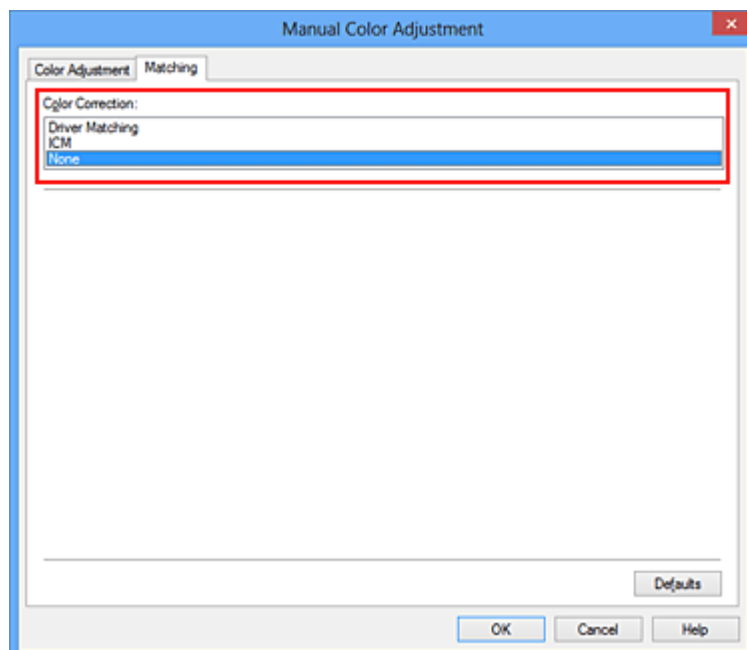 Manual Color Adjustment
Color Adjustment Matching
Color Correction:
Driver Matching
ICM
None
Defaults
OK Cancel Help